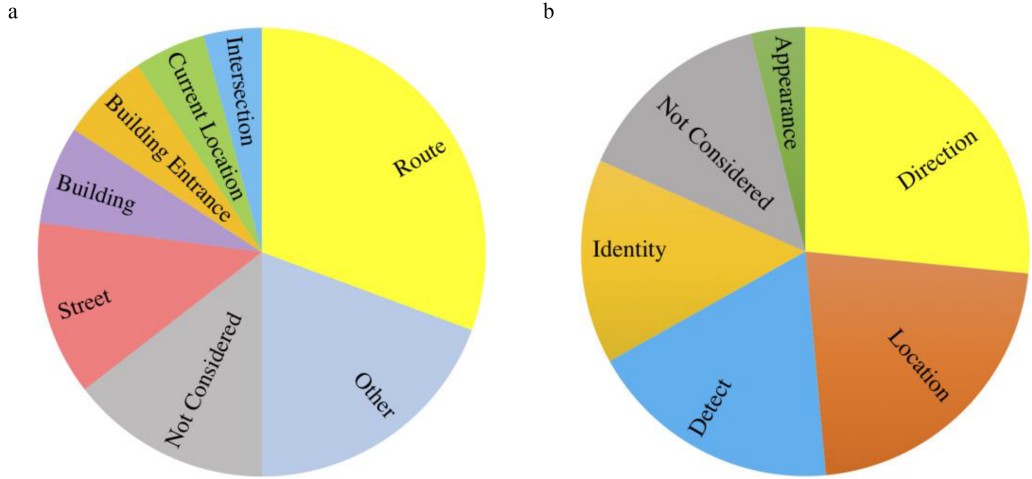 a
Intersection
Current Location
Building Entrance
Building
Street
Not Considered
Other
Route
b
Appearance
Not Considered
Identity
Detect
Location
Direction